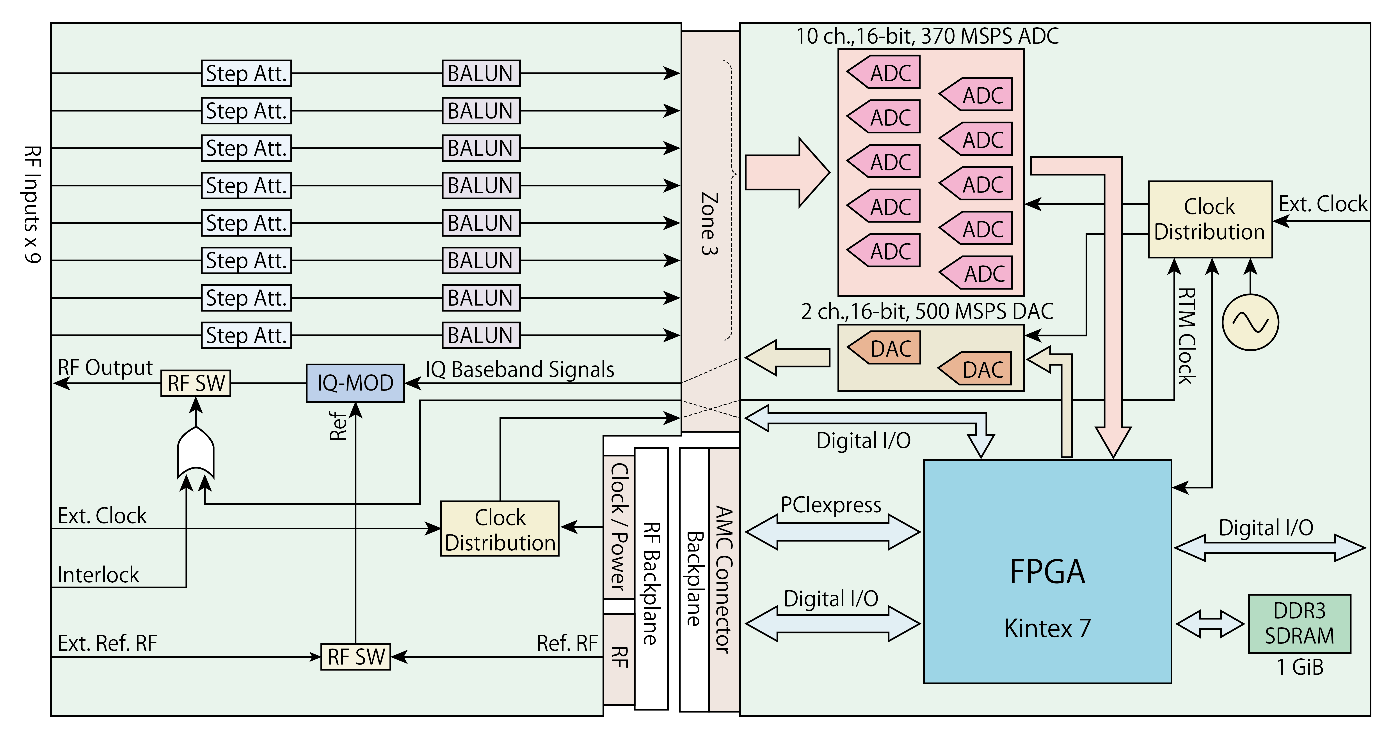 RF Inputs x 9
Step Att.
BALUN
Step Att.
BALUN
Step Att.
BALUN
Step Att.
BALUN
Step Att.
BALUN
Step Att.
BALUN
Step Att.
BALUN
Step Att.
BALUN
RF Output
RF SW
IQ-MOD
IQ Baseband Signals
Ref
Ext. Clock
Clock
Distribution
Interlock
Ext. Ref. RF
RF SW
Ref. RF
Clock / Power
RF
RF Backplane
Zone 3
Backplane
AMC Connector
10 ch.,16-bit, 370 MSPS ADC
ADC
ADC
ADC
ADC
ADC
ADC
ADC
ADC
ADC
ADC
2 ch.,16-bit, 500 MSPS DAC
DAC
DAC
Clock
Distribution
Ext. Clock
RTM Clock
Digital I/O
PCIexpress
Digital I/O
FPGA
Kintex 7
Digital I/O
DDR3
SDRAM
1 GiB